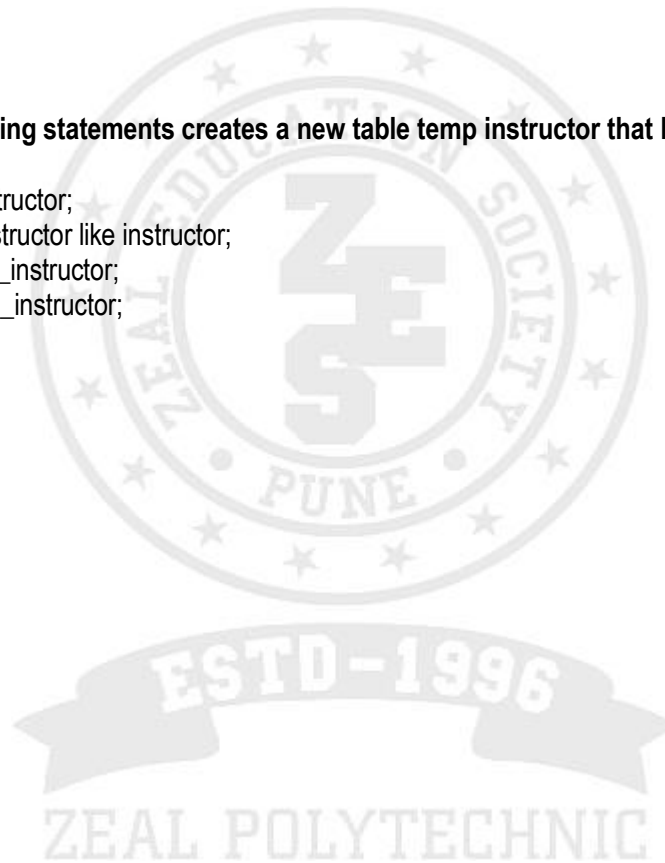 ing statements creates a new table temp instructor that
tructor;
structor like instructor;
_instructor;
_instructor;
ZEAL EDUCATION SOCIETY
ZES
• PUNE •
ESTD-1996
ZEAL POLYTECHNIC